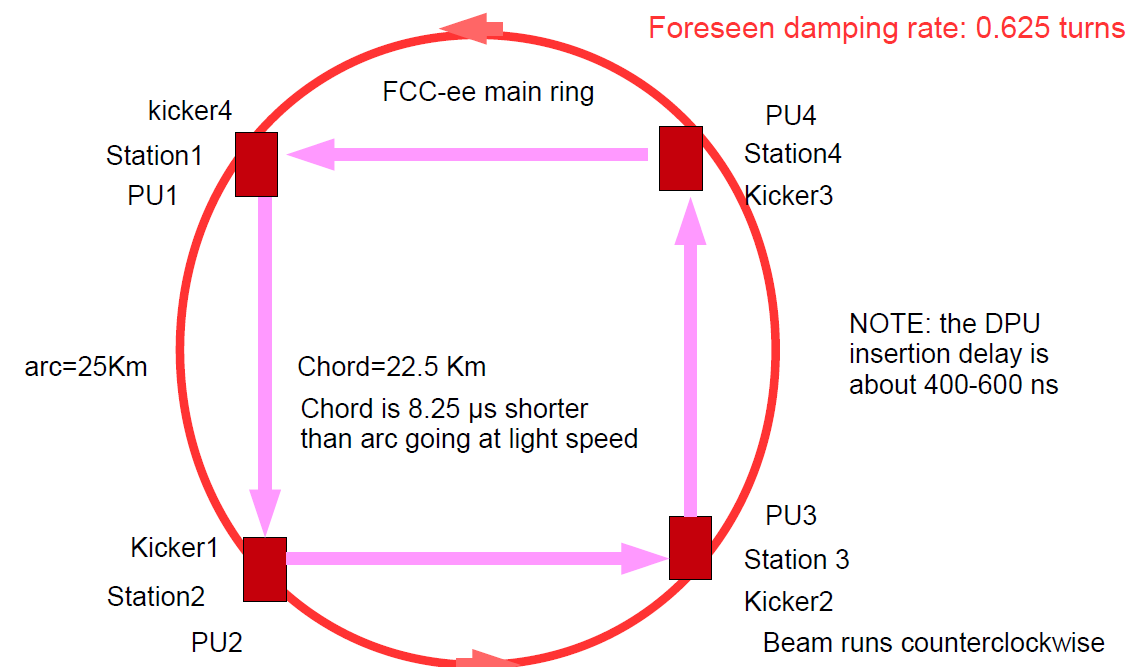 Foreseen damping rate: 0.625 turns
FCC-ee main ring
kicker4
Station1
PU1
PU4
Station4
Kicker3
arc=25Km
Chord=22.5 Km
Chord is 8.25 µs shorter
than arc going at light speed
NOTE: the DPU
insertion delay is
about 400-600 ns
Kicker1
Station2
PU2
PU3
Station 3
Kicker2
Beam runs counterclockwise